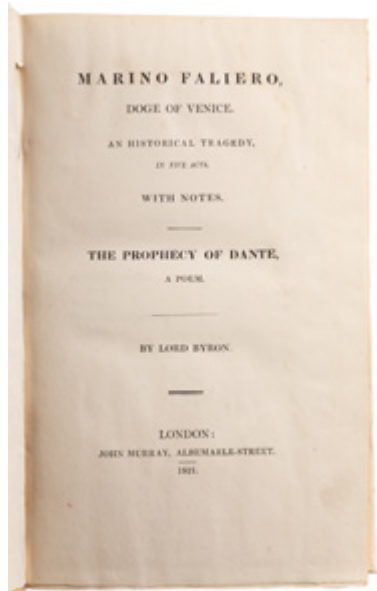 MARINO FALIERO,
DOGE OF VENICE.
AN HISTORICAL TRAGEDY,
IN FIVE ACTS.
WITH NOTES.
THE PROPHECY OF DANTE,
A POEM.
BY LORD BYRON.
LONDON:
JOHN MURRAY, ALBEMARLE-STREET.
1821.